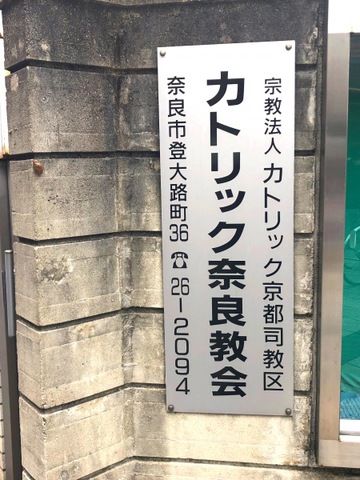 宗教法人 カトリック京都司教区
カトリック奈良教会
奈良市登大路町36 ☎ 26-2094